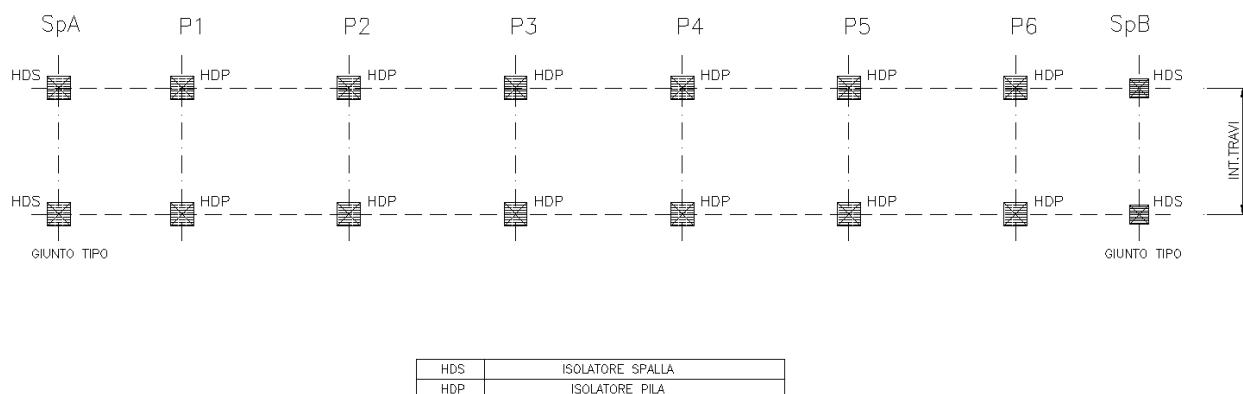 SpA P1 P2 P3 P4 P5 P6 SpB
HDS HDP HDP HDP HDP HDP HDP HDS
INT.TRAVI
HDS HDP HDP HDP HDP HDP HDP HDS
GIUNTO TIPO GIUNTO TIPO
HDS ISOLATORE SPALLA
HDP ISOLATORE PILA